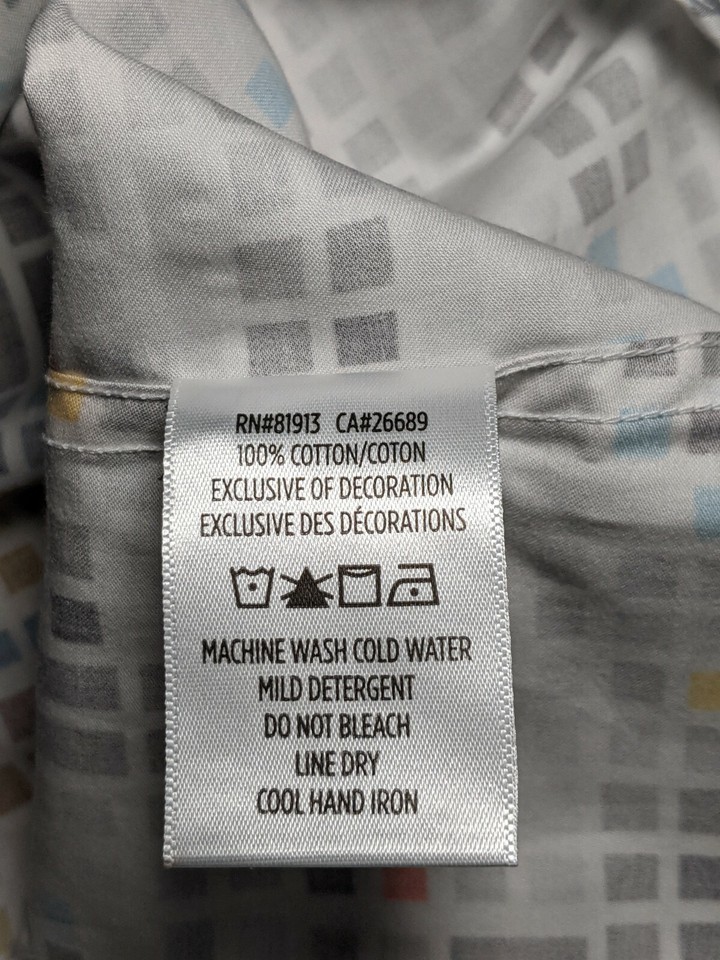 RN#81913 CA#26689
100% COTTON/COTON
EXCLUSIVE OF DECORATION
EXCLUSIVE DES DÉCORATIONS
MACHINE WASH COLD WATER
MILD DETERGENT
DO NOT BLEACH
LINE DRY
COOL HAND IRON